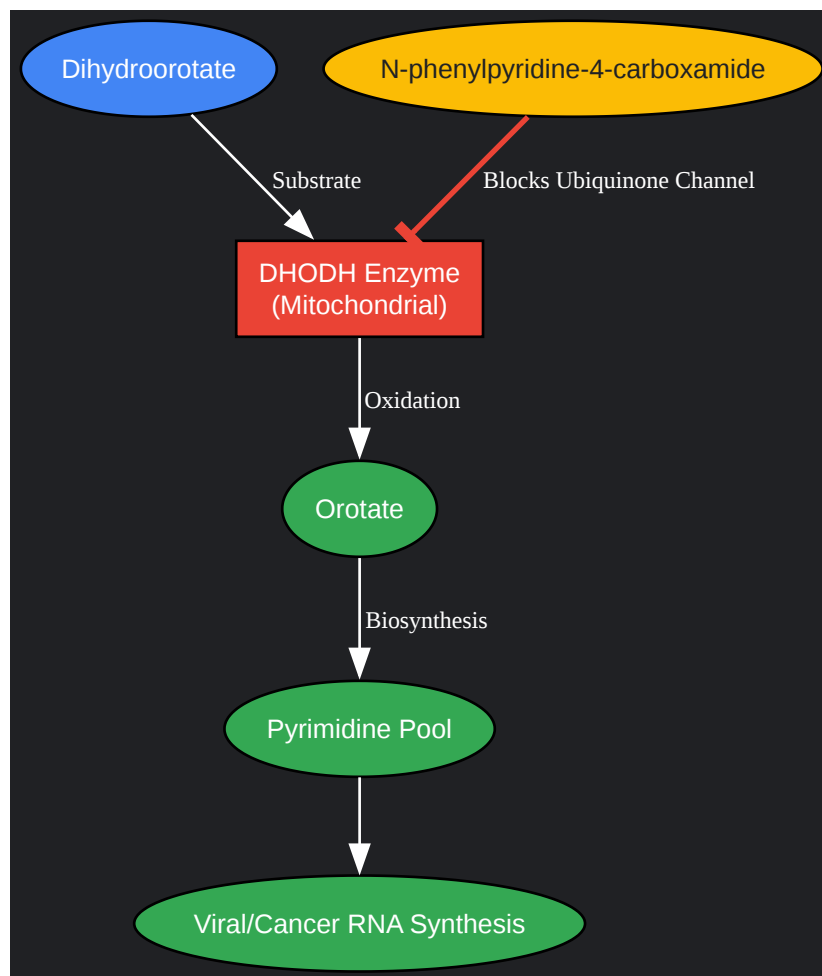 Dihydroorotate
N-phenylpyridine-4-carboxamide
Substrate
Blocks Ubiquinone Channel
DHODH Enzyme
(Mitochondrial)
Oxidation
Orotate
Biosynthesis
Pyrimidine Pool
Viral/Cancer RNA Synthesis